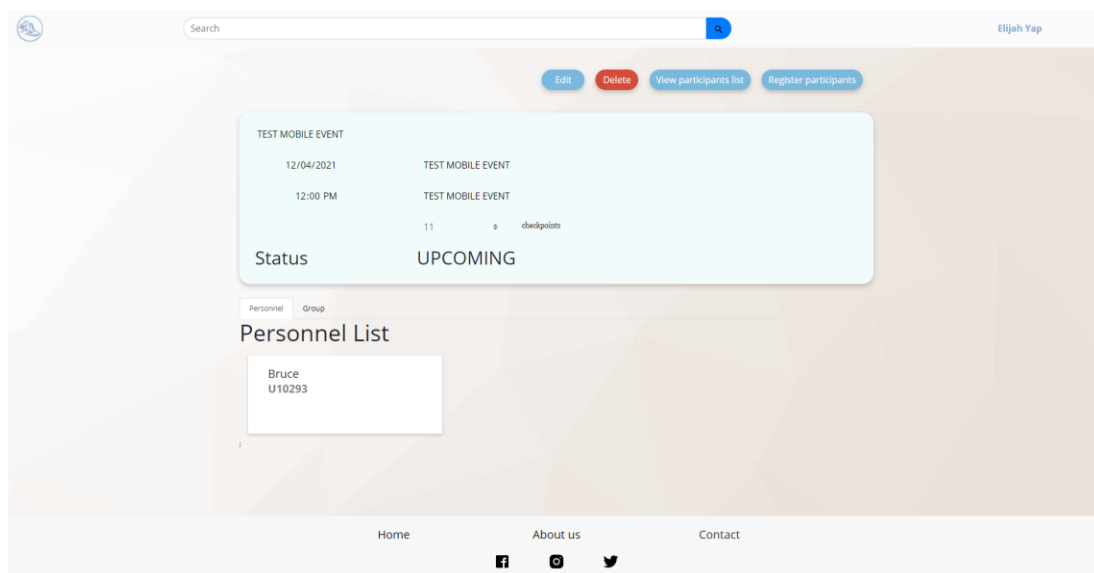 Search Elijah Yap
Edit Delete View participants list Register participants
TEST MOBILE EVENT
12/04/2021 TEST MOBILE EVENT
12:00 PM TEST MOBILE EVENT
11 checkpoints
Status UPCOMING
Personnel Group
Personnel List
Bruce
U10293
;
Home About us Contact